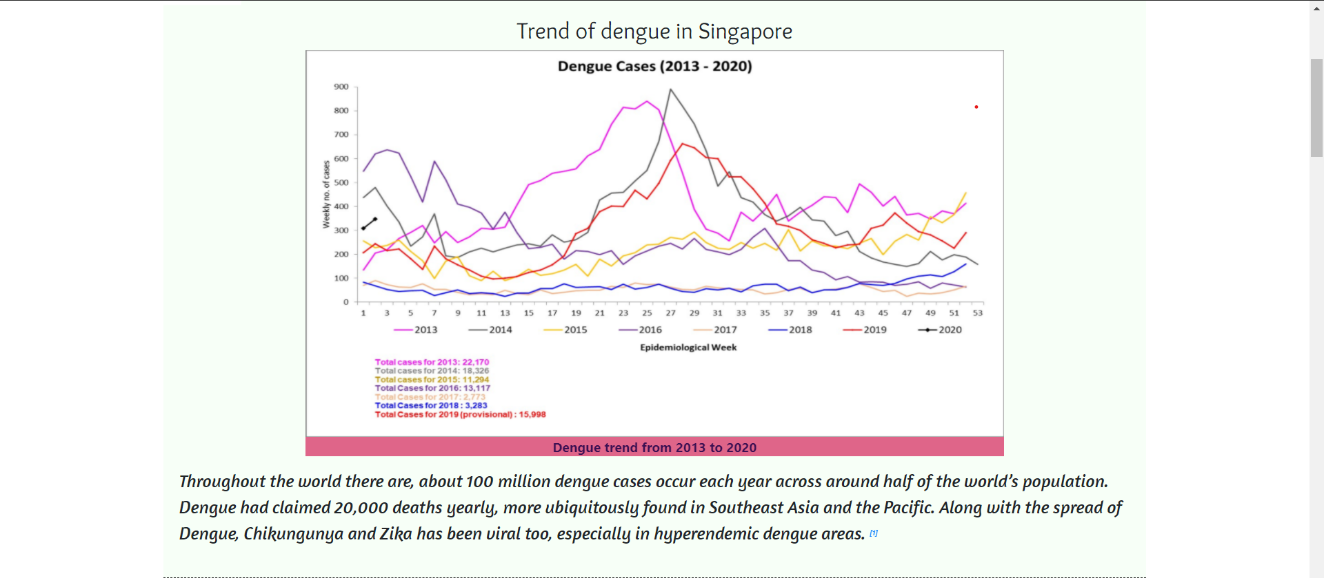 Trend of dengue in Singapore
Dengue Cases (2013 - 2020)
900
800
700
600
500
400
300
200
100
0
Weekly no. of cases
1 3 5 7 9 11 13 15 17 19 21 23 25 27 29 31 33 35 37 39 41 43 45 47 49 51 53
2013 2014 2015 2016 2017 2018 2019 2020
Epidemiological Week
Total cases for 2013: 22,170
Total cases for 2014: 18,326
Total cases for 2015: 11,294
Total Cases for 2016: 13,117
Total Cases for 2017: 2,773
Total Cases for 2018 : 3,283
Total Cases for 2019 (provisional) : 15,998
Dengue trend from 2013 to 2020
Throughout the world there are, about 100 million dengue cases occur each year across around half of the world's population.
Dengue had claimed 20,000 deaths yearly, more ubiquitously found in Southeast Asia and the Pacific. Along with the spread of
Dengue, Chikungunya and Zika has been viral too, especially in hyperendemic dengue areas.